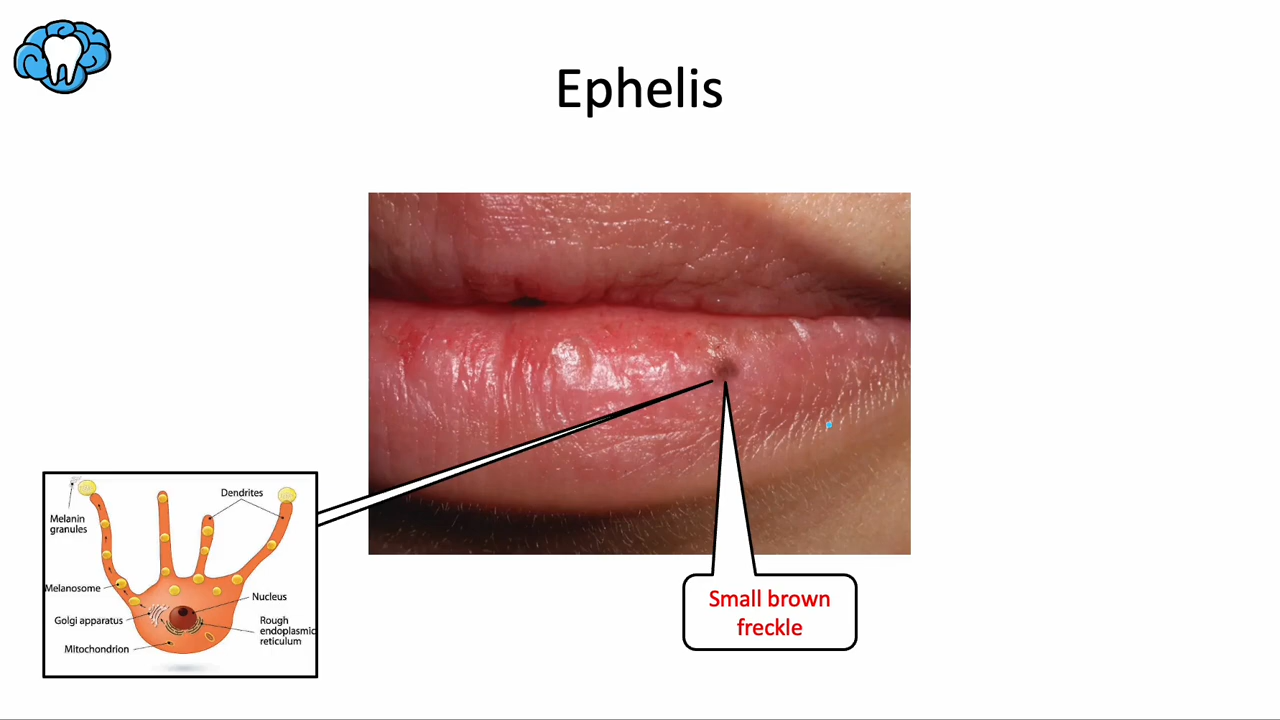 Ephelis
Dendrites
Melanin
granules
Melanosome
Nucleus
Golgi apparatus
Rough
endoplasmic
reticulum
Mitochondrion
Small brown
freckle